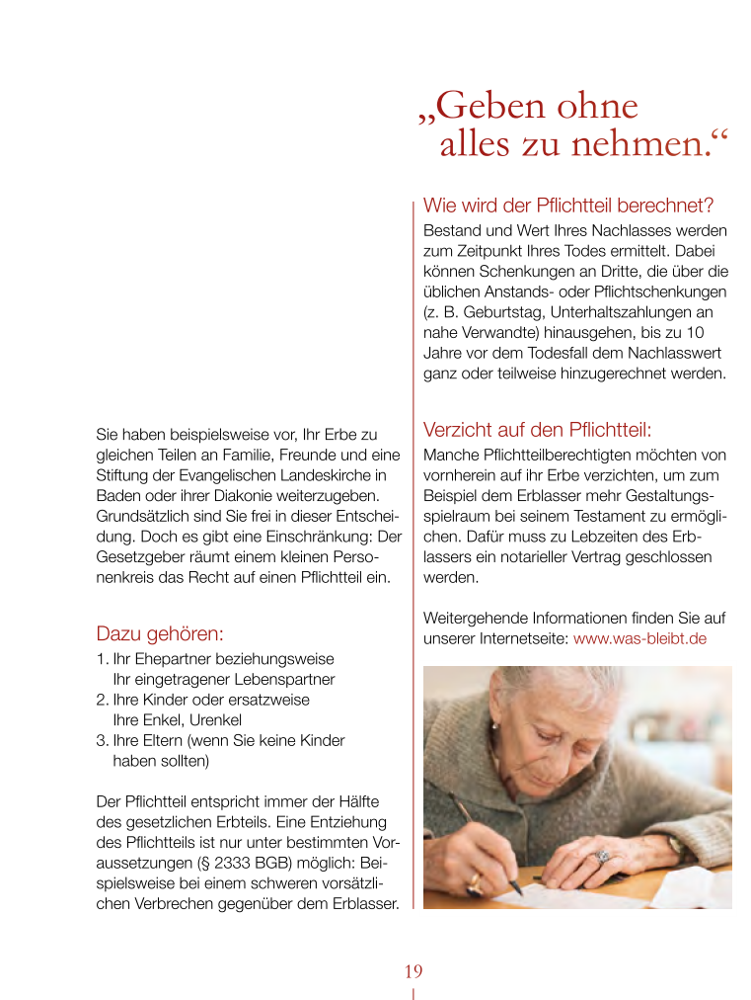 „Geben ohne
alles zu nehmen.“
Sie haben beispielsweise vor, Ihr Erbe zu
gleichen Teilen an Familie, Freunde und eine
Stiftung der Evangelischen Landeskirche in
Baden oder ihrer Diakonie weiterzugeben.
Grundsätzlich sind Sie frei in dieser Entschei-
dung. Doch es gibt eine Einschränkung: Der
Gesetzgeber räumt einem kleinen Perso-
nenkreis das Recht auf einen Pflichtteil ein.
Dazu gehören:
1. Ihr Ehepartner beziehungsweise
Ihr eingetragener Lebenspartner
2. Ihre Kinder oder ersatzweise
Ihre Enkel, Urenkel
3. Ihre Eltern (wenn Sie keine Kinder
haben sollten)
Der Pflichtteil entspricht immer der Hälfte
des gesetzlichen Erbteils. Eine Entziehung
des Pflichtteils ist nur unter bestimmten Vor-
aussetzungen (§ 2333 BGB) möglich: Bei-
spielsweise bei einem schweren vorsätzli-
chen Verbrechen gegenüber dem Erblasser.
Wie wird der Pflichtteil berechnet?
Bestand und Wert Ihres Nachlasses werden
zum Zeitpunkt Ihres Todes ermittelt. Dabei
können Schenkungen an Dritte, die über die
üblichen Anstands- oder Pflichtschenkungen
(z. B. Geburtstag, Unterhaltszahlungen an
nahe Verwandte) hinausgehen, bis zu 10
Jahre vor dem Todesfall dem Nachlasswert
ganz oder teilweise hinzugerechnet werden.
Verzicht auf den Pflichtteil:
Manche Pflichtteilberechtigten möchten von
vornherein auf ihr Erbe verzichten, um zum
Beispiel dem Erblasser mehr Gestaltungs-
spielraum bei seinem Testament zu ermögli-
chen. Dafür muss zu Lebzeiten des Erb-
lassers ein notarieller Vertrag geschlossen
werden.
Weitergehende Informationen finden Sie auf
unserer Internetseite: www.was-bleibt.de
19